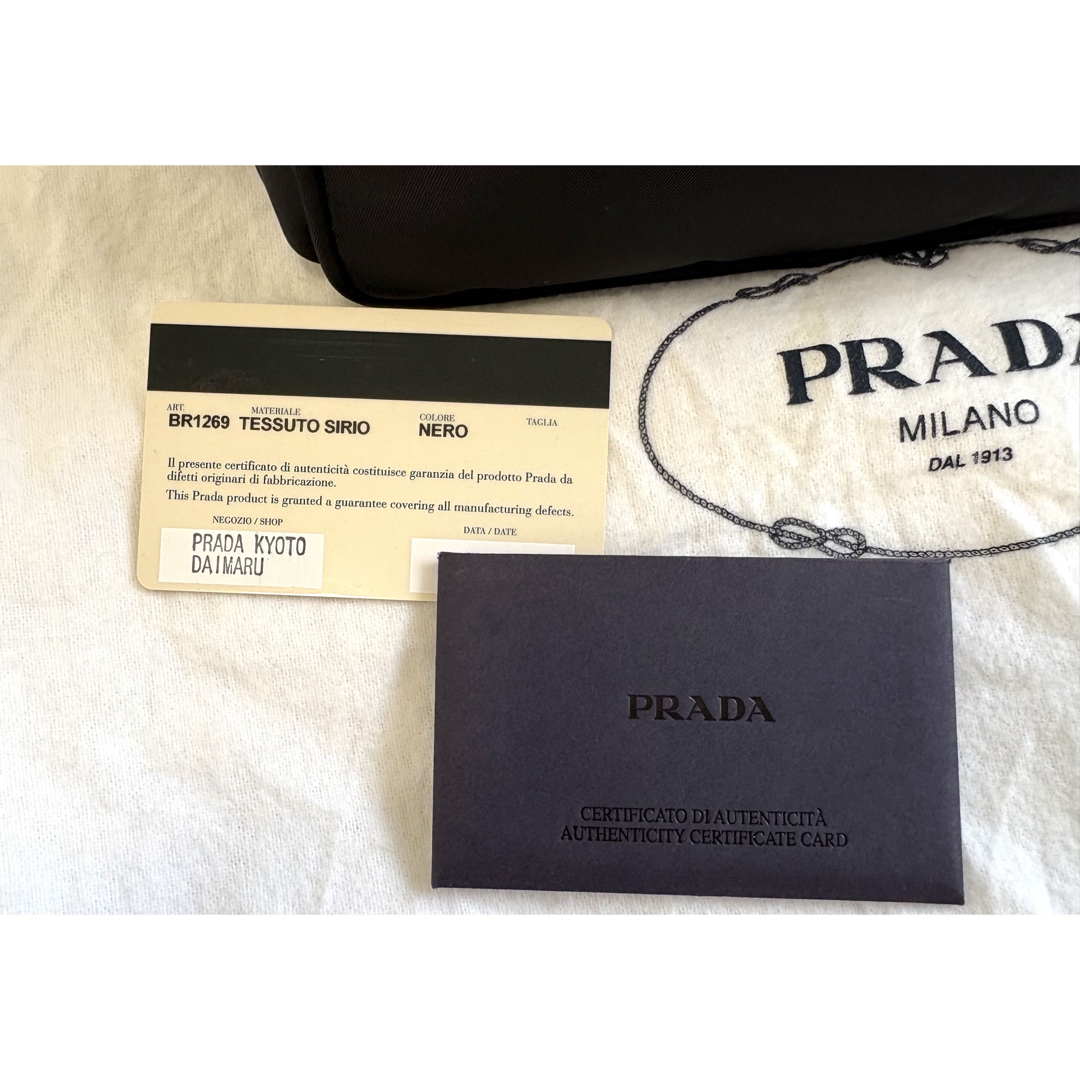 ART. MATERIALE COLORE TAGLIA
BR1269 TESSUTO SIRIO NERO
Il presente certificato di autenticità costituisce garanzia del prodotto Prada da
difetti originari di fabbricazione.
This Prada product is granted a guarantee covering all manufacturing defects.
NEGOZIO / SHOP DATA / DATE
PRADA KYOTO
DAIMARU
PRADA
MILANO
DAL 1913
PRADA
CERTIFICATO DI AUTENTICITÀ
AUTHENTICITY CERTIFICATE CARD